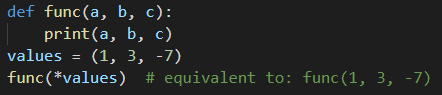 def func(a, b, c):
    print(a, b, c)
values = (1, 3, -7)
func(*values)  # equivalent to: func(1, 3, -7)